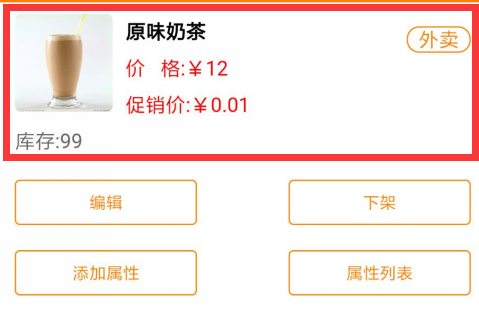 原味奶茶
外卖
价 格:￥12
促销价:￥0.01
库存:99
编辑
下架
添加属性
属性列表